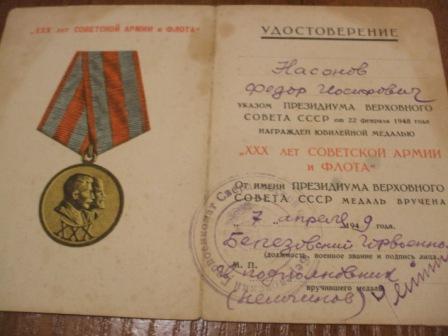 „XXX лет СОВЕТСКОЙ АРМИИ и ФЛОТА“
XXX
УДОСТОВЕРЕНИЕ
Насонов
Федор Иосифович
УКАЗОМ ПРЕЗИДИУМА ВЕРХОВНОГО
СОВЕТА СССР от 22 февраля 1948 года
НАГРАЖДЕН ЮБИЛЕЙНОЙ МЕДАЛЬЮ
„XXX ЛЕТ СОВЕТСКОЙ АРМИИ
и ФЛОТА“
От имени ПРЕЗИДИУМА ВЕРХОВНОГО
СОВЕТА СССР МЕДАЛЬ ВРУЧЕНА
„7" апреля 1949 года.
Березовский
(должность, военное звание и подпись лица,
М. П. подполковник
вручившего медаль)